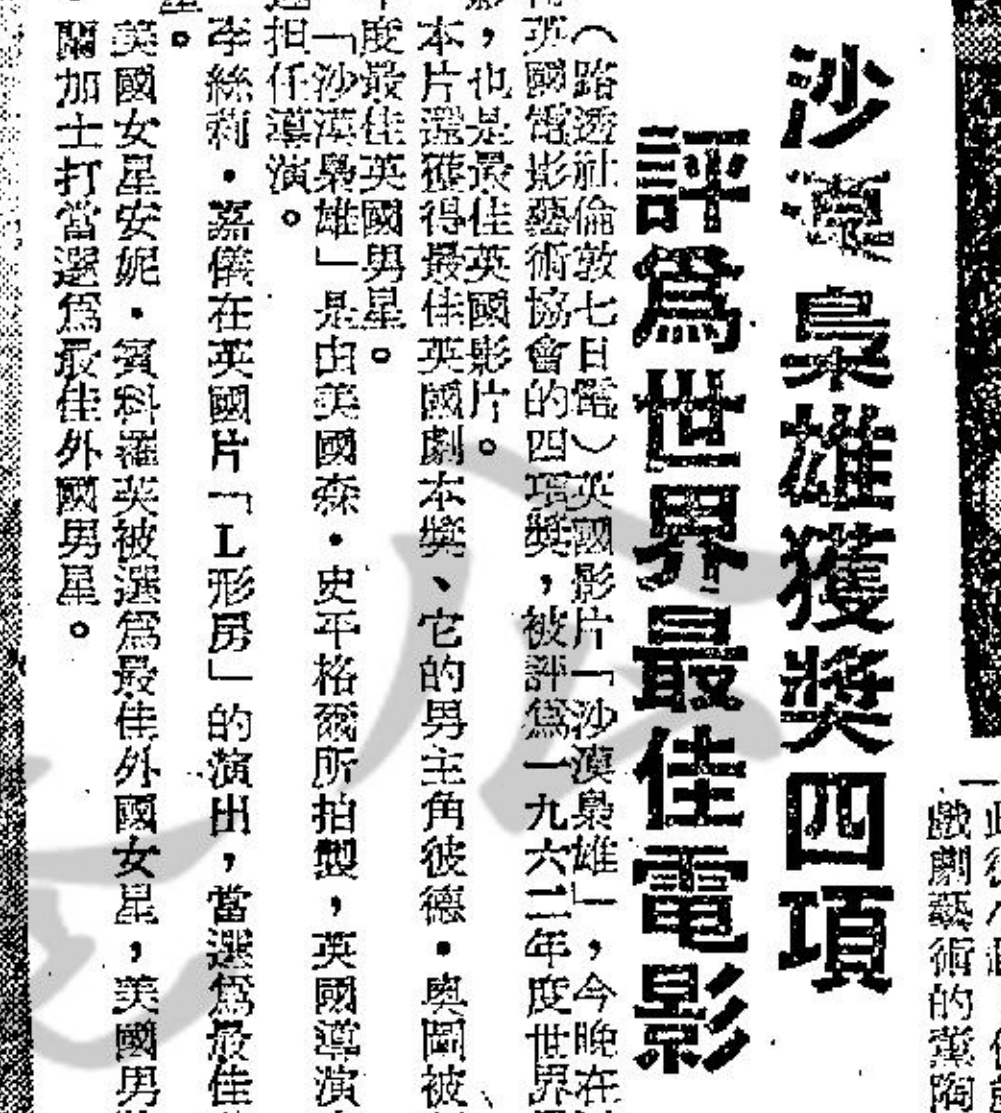 戲劇藝術的薰陶
沙漠梟雄獲獎四項
評爲世界最佳電影
（路透社倫敦七日電）英國影片「沙漠梟雄」，今晚在
英國電影藝術協會的四項獎，被評爲一九六二年度世界
影，也是最佳英國影片。
本片還獲得最佳英國劇本獎、它的男主角彼德·奧圖被
度最佳英國男星。
「沙漠梟雄」是由美國森·史平格爾所拍製，英國導演
担任導演。
李絲莉·嘉儀在英國片「L形房」的演出，當選爲最佳
星。
美國女星安妮·賓科羅英被選爲最佳外國女星，美國男
·蘭加士打當選爲最佳外國男星。